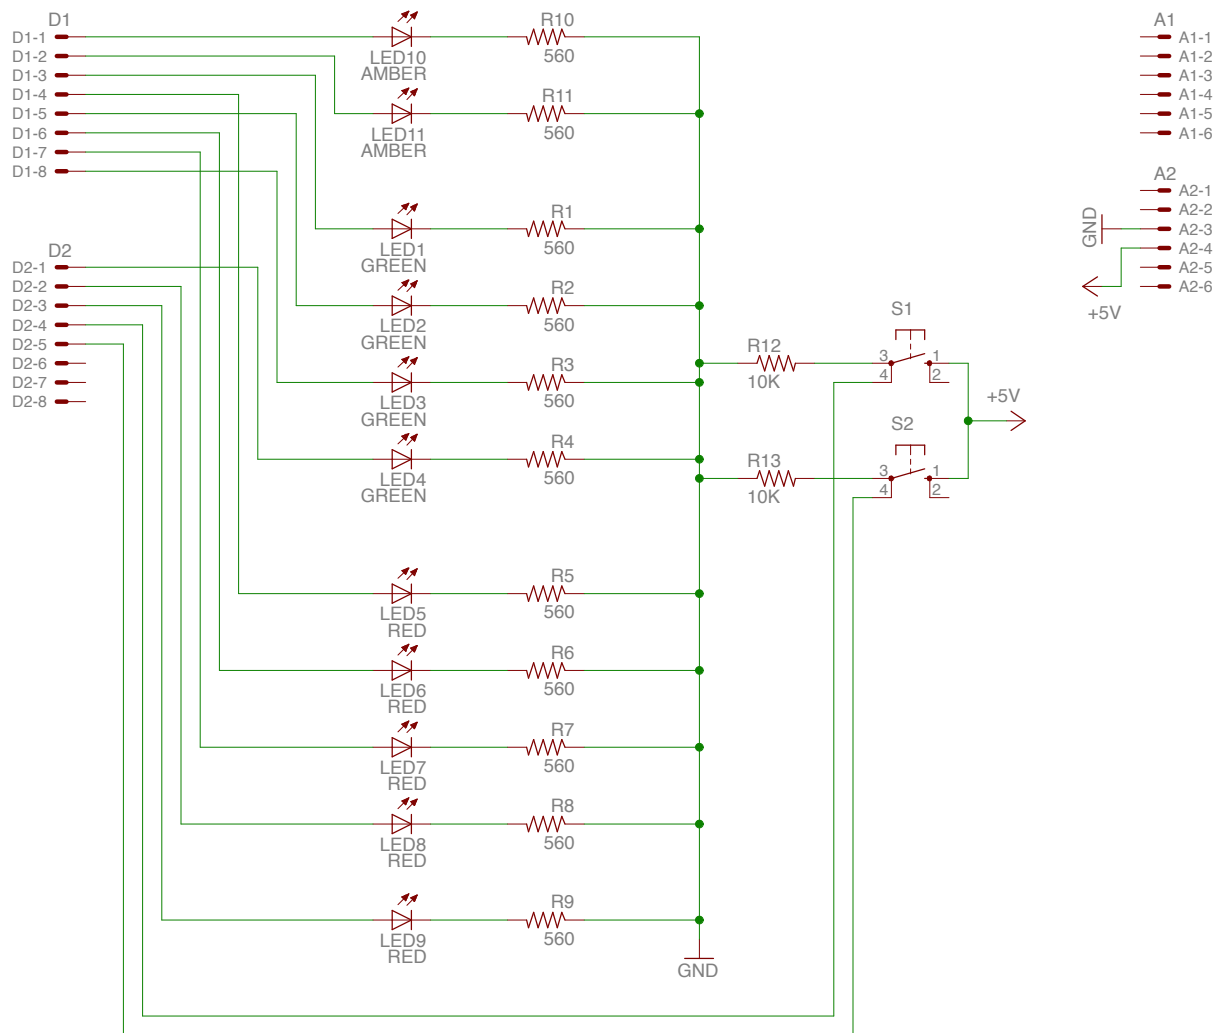 D1
D1-1
D1-2
D1-3
D1-4
D1-5
D1-6
D1-7
D1-8
D2
D2-1
D2-2
D2-3
D2-4
D2-5
D2-6
D2-7
D2-8
LED10
AMBER
R10
560
LED11
AMBER
R11
560
LED1
GREEN
R1
560
LED2
GREEN
R2
560
LED3
GREEN
R3
560
LED4
GREEN
R4
560
LED5
RED
R5
560
LED6
RED
R6
560
LED7
RED
R7
560
LED8
RED
R8
560
LED9
RED
R9
560
GND
R12
10K
S1
3
4
1
2
R13
10K
S2
3
4
1
2
+5V
A1
A1-1
A1-2
A1-3
A1-4
A1-5
A1-6
A2
A2-1
A2-2
A2-3
A2-4
A2-5
A2-6
GND
+5V